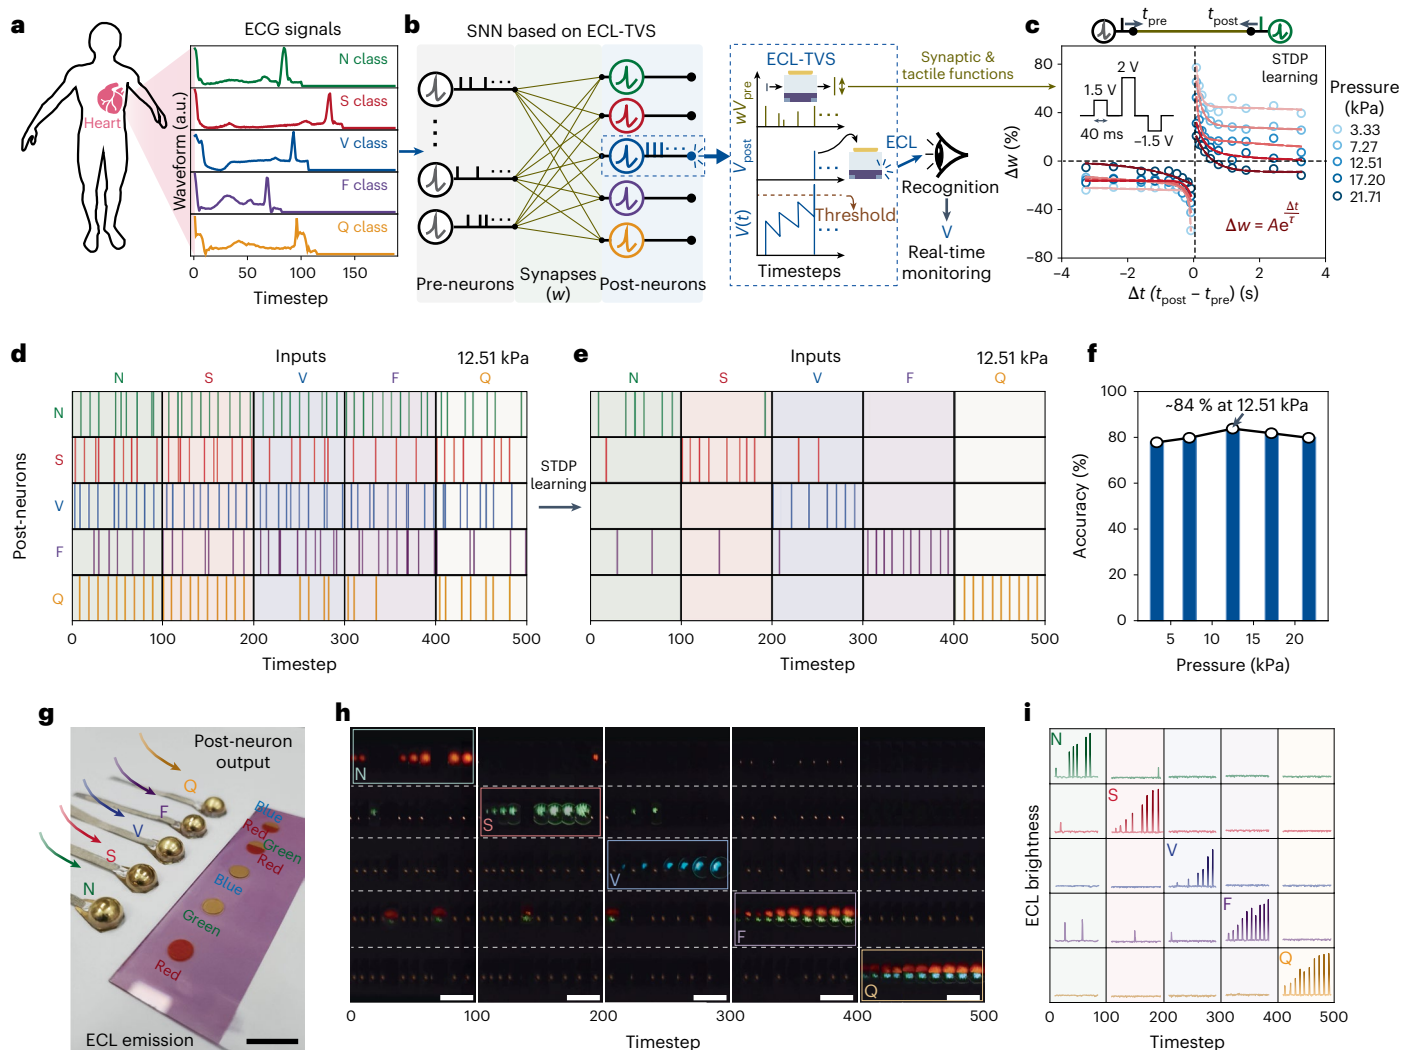 a
ECG signals
Heart
Waveform (a.u.)
N class
S class
V class
F class
Q class
0
50
100
150
Timestep
b
SNN based on ECL-TVS
Pre-neurons
Synapses
(w)
Post-neurons
ECL-TVS
wVpre
Vpost
V(t)
Threshold
Timesteps
Synaptic &
tactile functions
ECL
Recognition
V
Real-time
monitoring
c
tpre
tpost
STDP
learning
2 V
1.5 V
40 ms
–1.5 V
Δw = Ae^(Δt/τ)
80
40
0
–40
–80
Δw (%)
–4
–2
0
2
4
Δt (tpost – tpre) (s)
Pressure
(kPa)
3.33
7.27
12.51
17.20
21.71
d
Inputs
12.51 kPa
N
S
V
F
Q
Post-neurons
N
S
V
F
Q
0
100
200
300
400
500
Timestep
STDP
learning
e
Inputs
12.51 kPa
N
S
V
F
Q
0
100
200
300
400
500
Timestep
f
~84 % at 12.51 kPa
100
80
60
40
20
0
Accuracy (%)
5
10
15
20
Pressure (kPa)
g
Post-neuron
output
Q
F
V
S
N
Blue
Red
Green
Red
Blue
Green
Red
ECL emission
h
N
S
V
F
Q
0
100
200
300
400
500
Timestep
i
ECL brightness
N
S
V
F
Q
0
100
200
300
400
500
Timestep